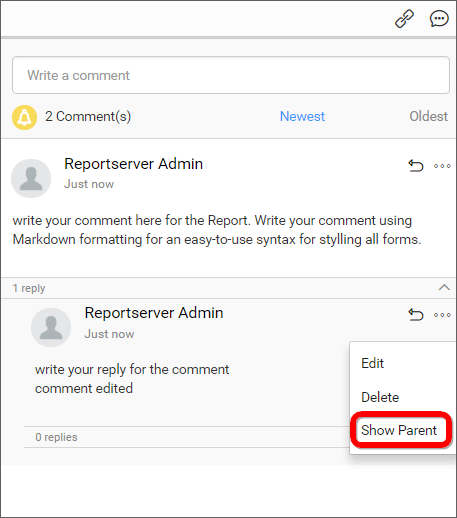 Write a comment
2 Comment(s) Newest Oldest
Reportserver Admin
Just now
write your comment here for the Report. Write your comment using
Markdown formatting for an easy-to-use syntax for stylling all forms.
1 reply
Reportserver Admin
Just now
write your reply for the comment
comment edited
0 replies
Edit
Delete
Show Parent